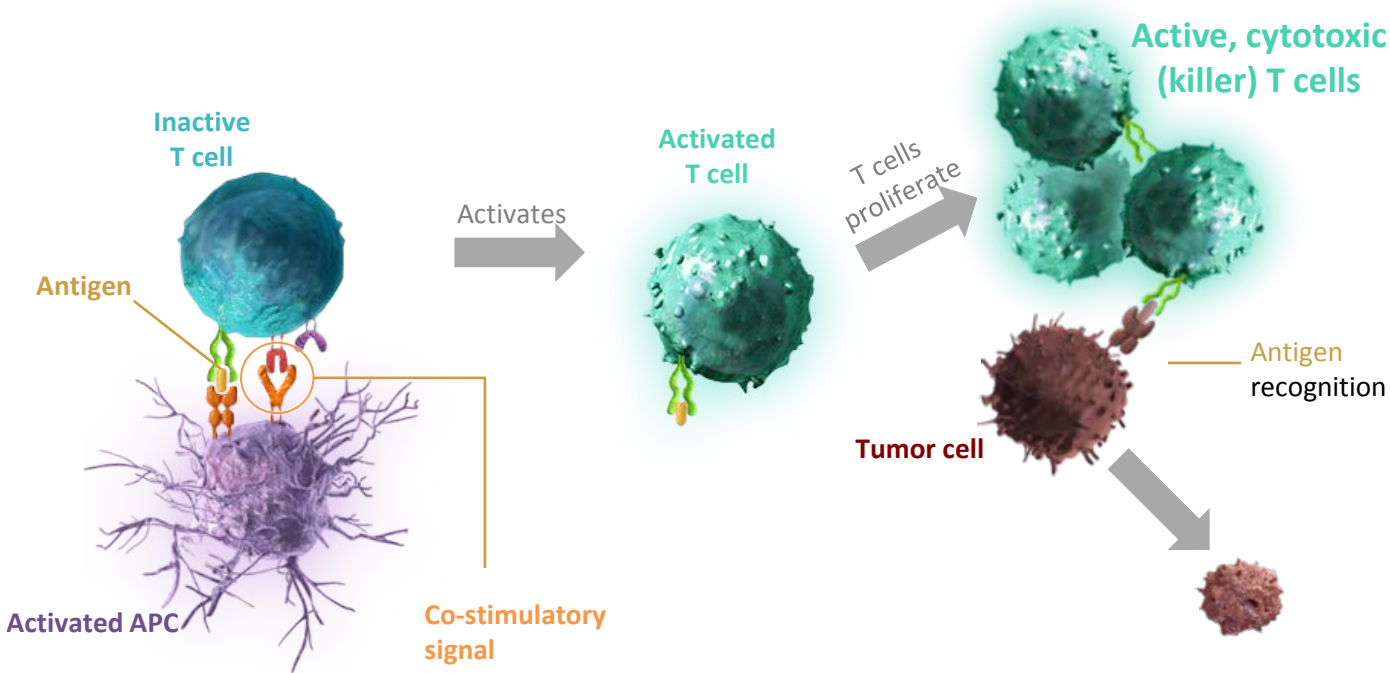 Active, cytotoxic
(killer) T cells
Inactive
T cell
Activated
T cell
T cells
proliferate
Activates
Antigen
Antigen
recognition
Tumor cell
Activated APC
Co-stimulatory
signal